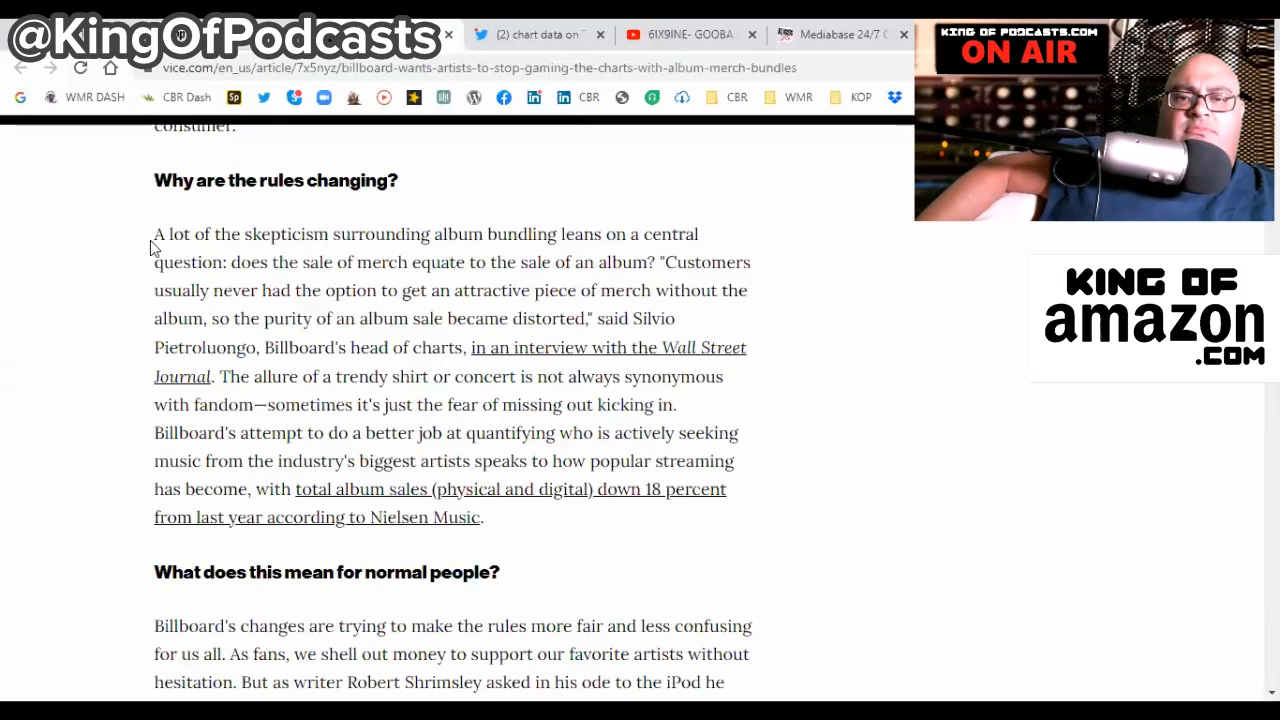 @KingOfPodcasts
(2) chart data on
6IX9INE- GOOBA
Mediabase 24/7
vice.com/en_us/article/7x5nyz/billboard-wants-artists-to-stop-gaming-the-charts-with-album-merch-bundles
WMR DASH
CBR Dash
CBR
CBR
WMR
KOP
KING OF PODCASTS.COM
ON AIR
KING OF
amazon
.COM
consumer.
Why are the rules changing?
A lot of the skepticism surrounding album bundling leans on a central
question: does the sale of merch equate to the sale of an album? "Customers
usually never had the option to get an attractive piece of merch without the
album, so the purity of an album sale became distorted," said Silvio
Pietroluongo, Billboard's head of charts, in an interview with the Wall Street
Journal. The allure of a trendy shirt or concert is not always synonymous
with fandom—sometimes it's just the fear of missing out kicking in.
Billboard's attempt to do a better job at quantifying who is actively seeking
music from the industry's biggest artists speaks to how popular streaming
has become, with total album sales (physical and digital) down 18 percent
from last year according to Nielsen Music.
What does this mean for normal people?
Billboard's changes are trying to make the rules more fair and less confusing
for us all. As fans, we shell out money to support our favorite artists without
hesitation. But as writer Robert Shrimsley asked in his ode to the iPod he